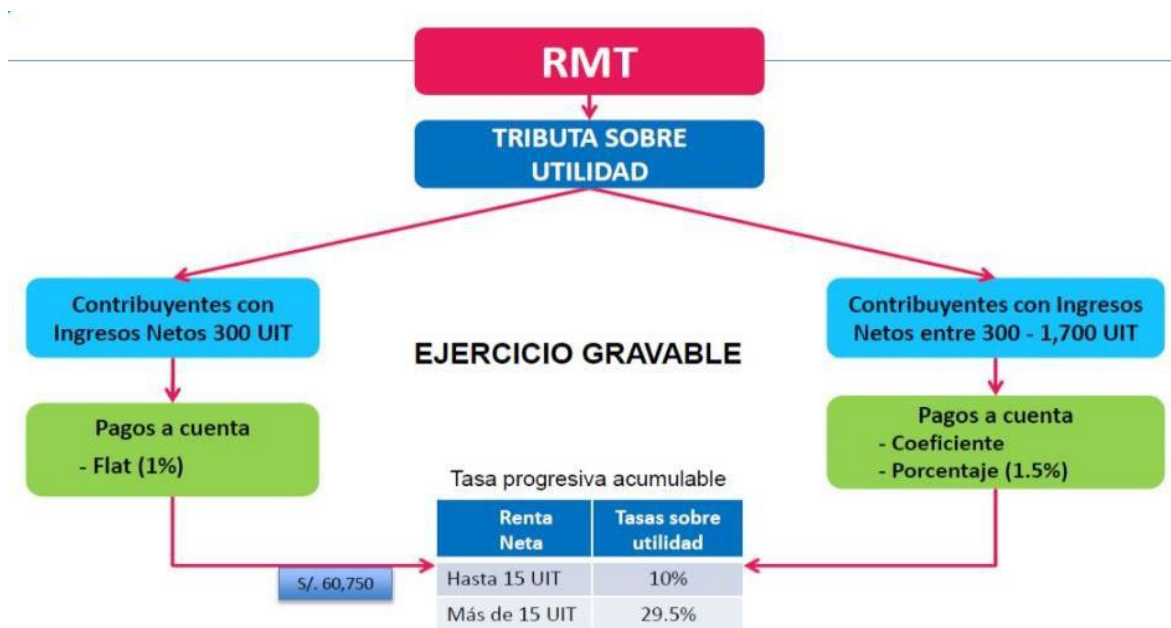 RMT
TRIBUTA SOBRE
UTILIDAD
Contribuyentes con
Ingresos Netos 300 UIT
Contribuyentes con Ingresos
Netos entre 300 - 1,700 UIT
EJERCICIO GRAVABLE
Pagos a cuenta
- Flat (1%)
Pagos a cuenta
- Coeficiente
- Porcentaje (1.5%)
Tasa progresiva acumulable
Renta
Neta
Tasas sobre
utilidad
S/. 60,750
Hasta 15 UIT 10%
Más de 15 UIT 29.5%